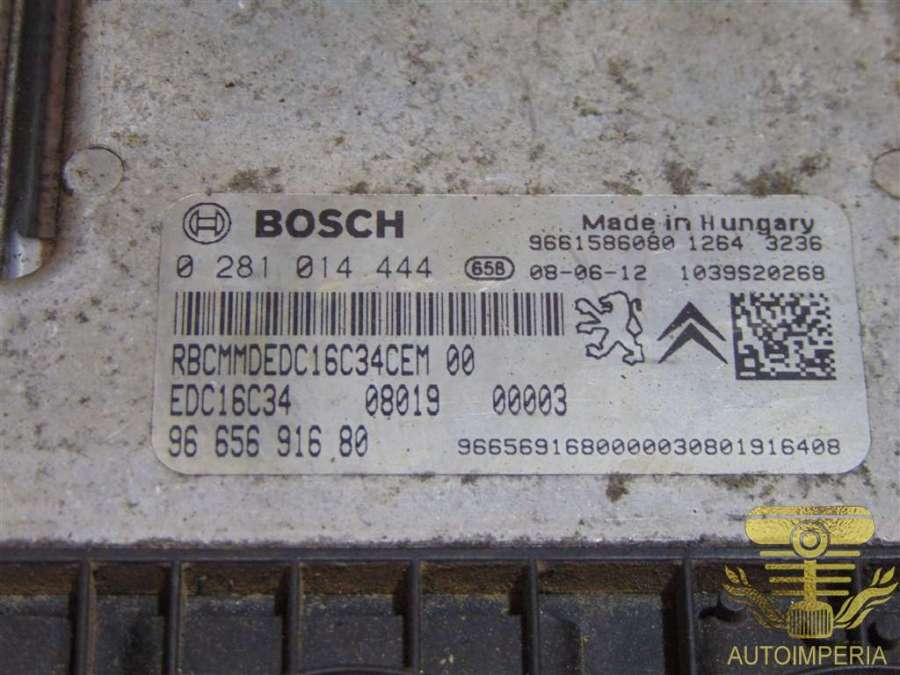 BOSCH
Made in Hungary
9661586080 1264 3236
0 281 014 444 658 08-06-12 1039S20268
RBCMMDEDC16C34CEM 00
EDC16C34 08019 00003
96 656 916 80 9665691680000030801916408
AUTOIMPERIA